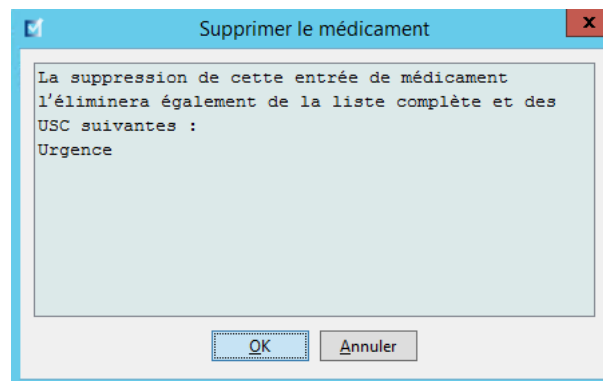 Supprimer le médicament
x
La suppression de cette entrée de médicament
l'éliminera également de la liste complète et des
USC suivantes :
Urgence
OK
Annuler